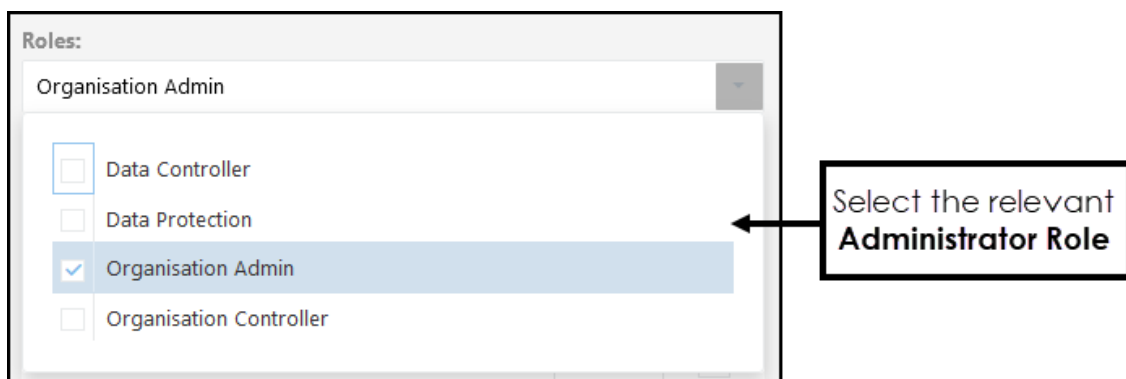 Roles:
Organisation Admin
Data Controller
Data Protection
Organisation Admin
Organisation Controller
Select the relevant
Administrator Role